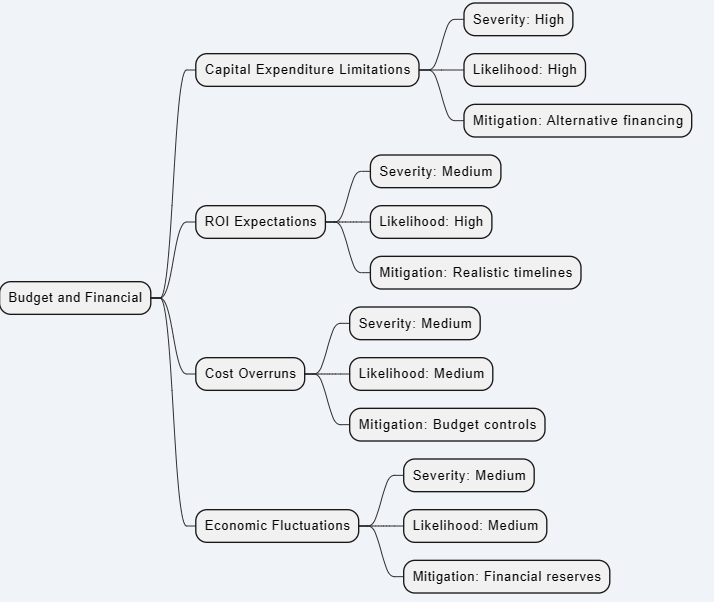 Budget and Financial
Capital Expenditure Limitations
Severity: High
Likelihood: High
Mitigation: Alternative financing
ROI Expectations
Severity: Medium
Likelihood: High
Mitigation: Realistic timelines
Cost Overruns
Severity: Medium
Likelihood: Medium
Mitigation: Budget controls
Economic Fluctuations
Severity: Medium
Likelihood: Medium
Mitigation: Financial reserves